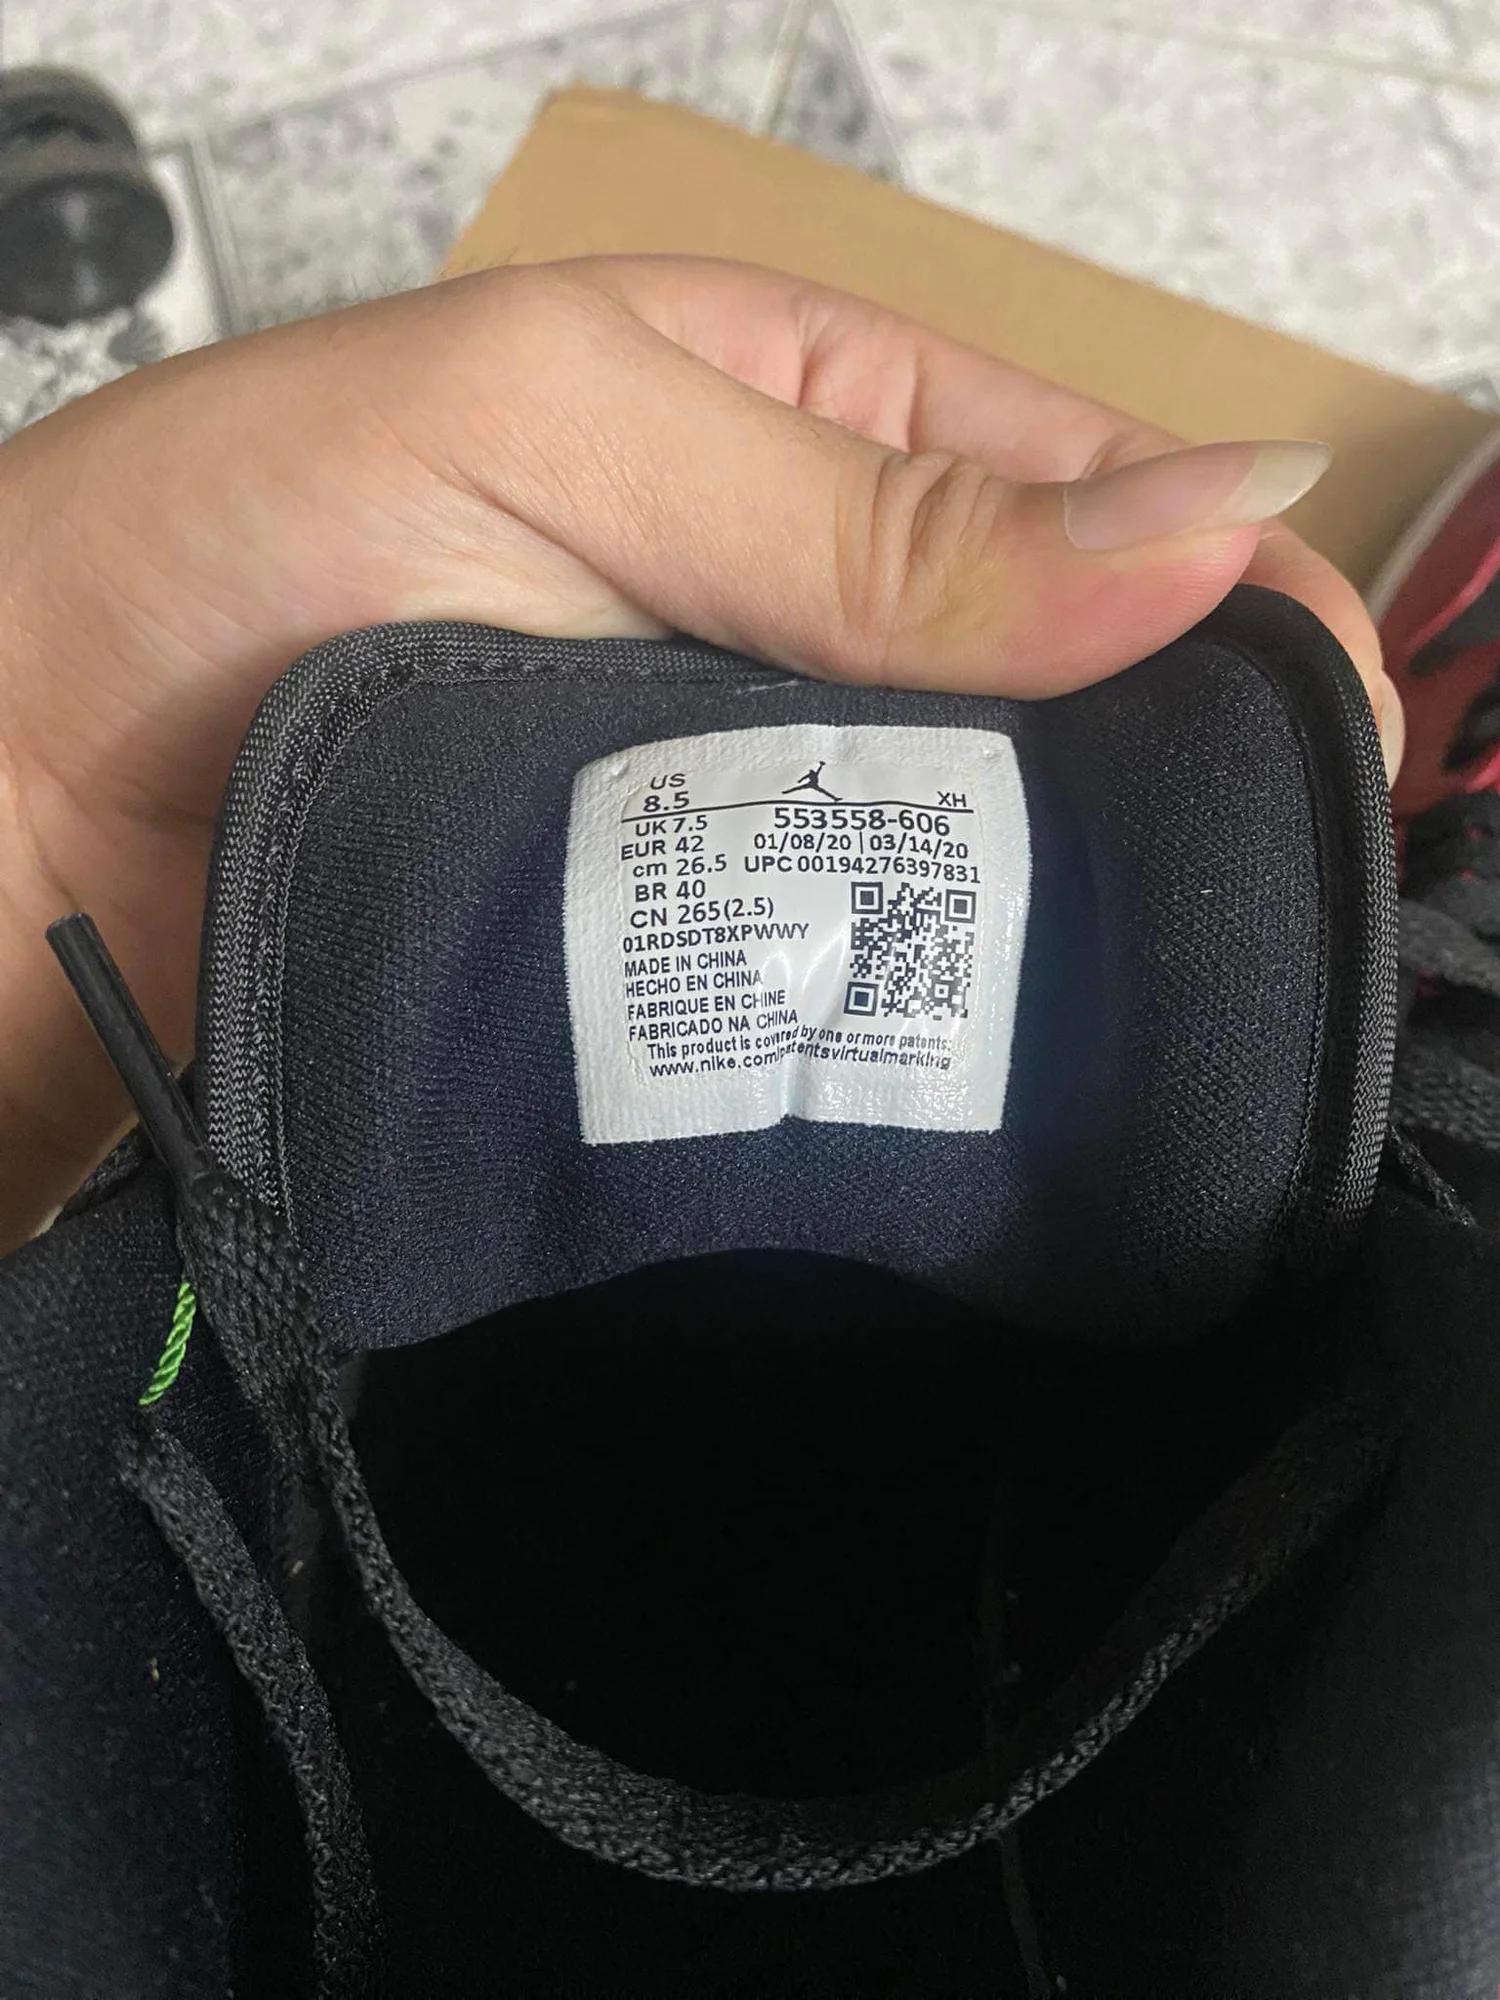 US
8.5
XH
UK 7.5
553558-606
EUR 42
01/08/20 | 03/14/20
cm 26.5
UPC 00194276397831
BR 40
CN 265(2.5)
01RDSDT8XPWWY
MADE IN CHINA
HECHO EN CHINA
FABRIQUE EN CHINE
FABRICADO NA CHINA
This product is covered by one or more patents:
www.nike.com/patentsvirtualmarking